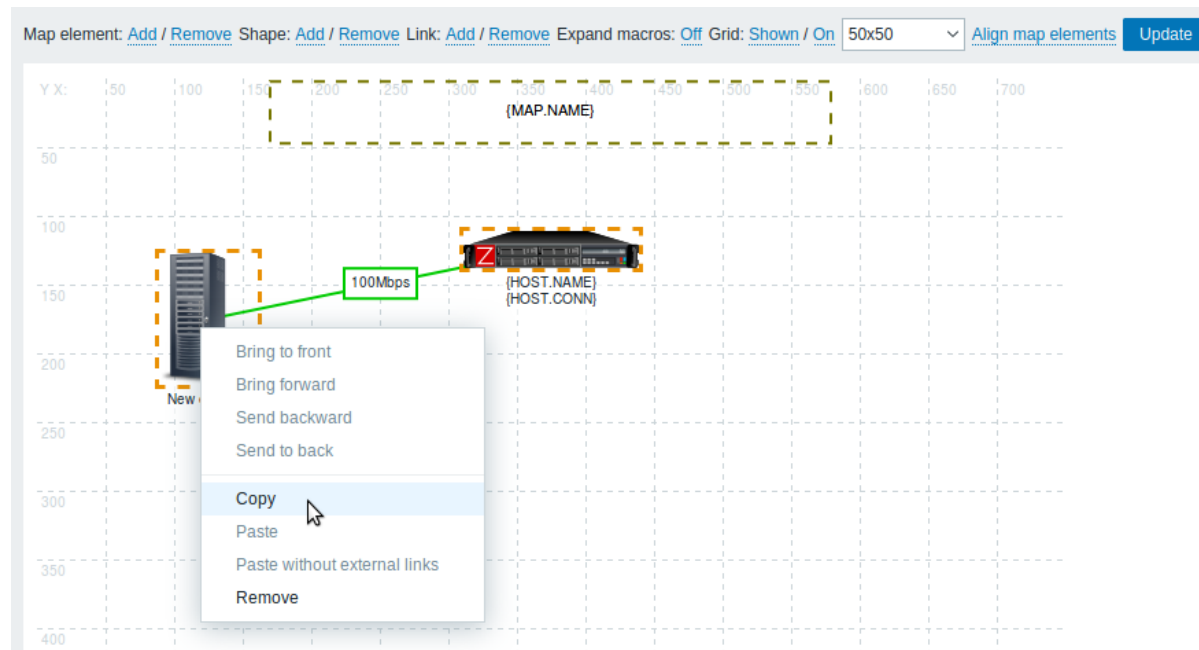 Map element: Add / Remove Shape: Add / Remove Link: Add / Remove Expand macros: Off Grid: Shown / On 50x50 Align map elements Update
Y X: 50 100 150 200 250 300 350 400 450 500 550 600 650 700
{MAP.NAME}
50
100
Z
100Mbps
{HOST.NAME}
150
{HOST.CONN}
Bring to front
200
Bring forward
New
Send backward
250
Send to back
Copy
300
Paste
Paste without external links
350
Remove
400